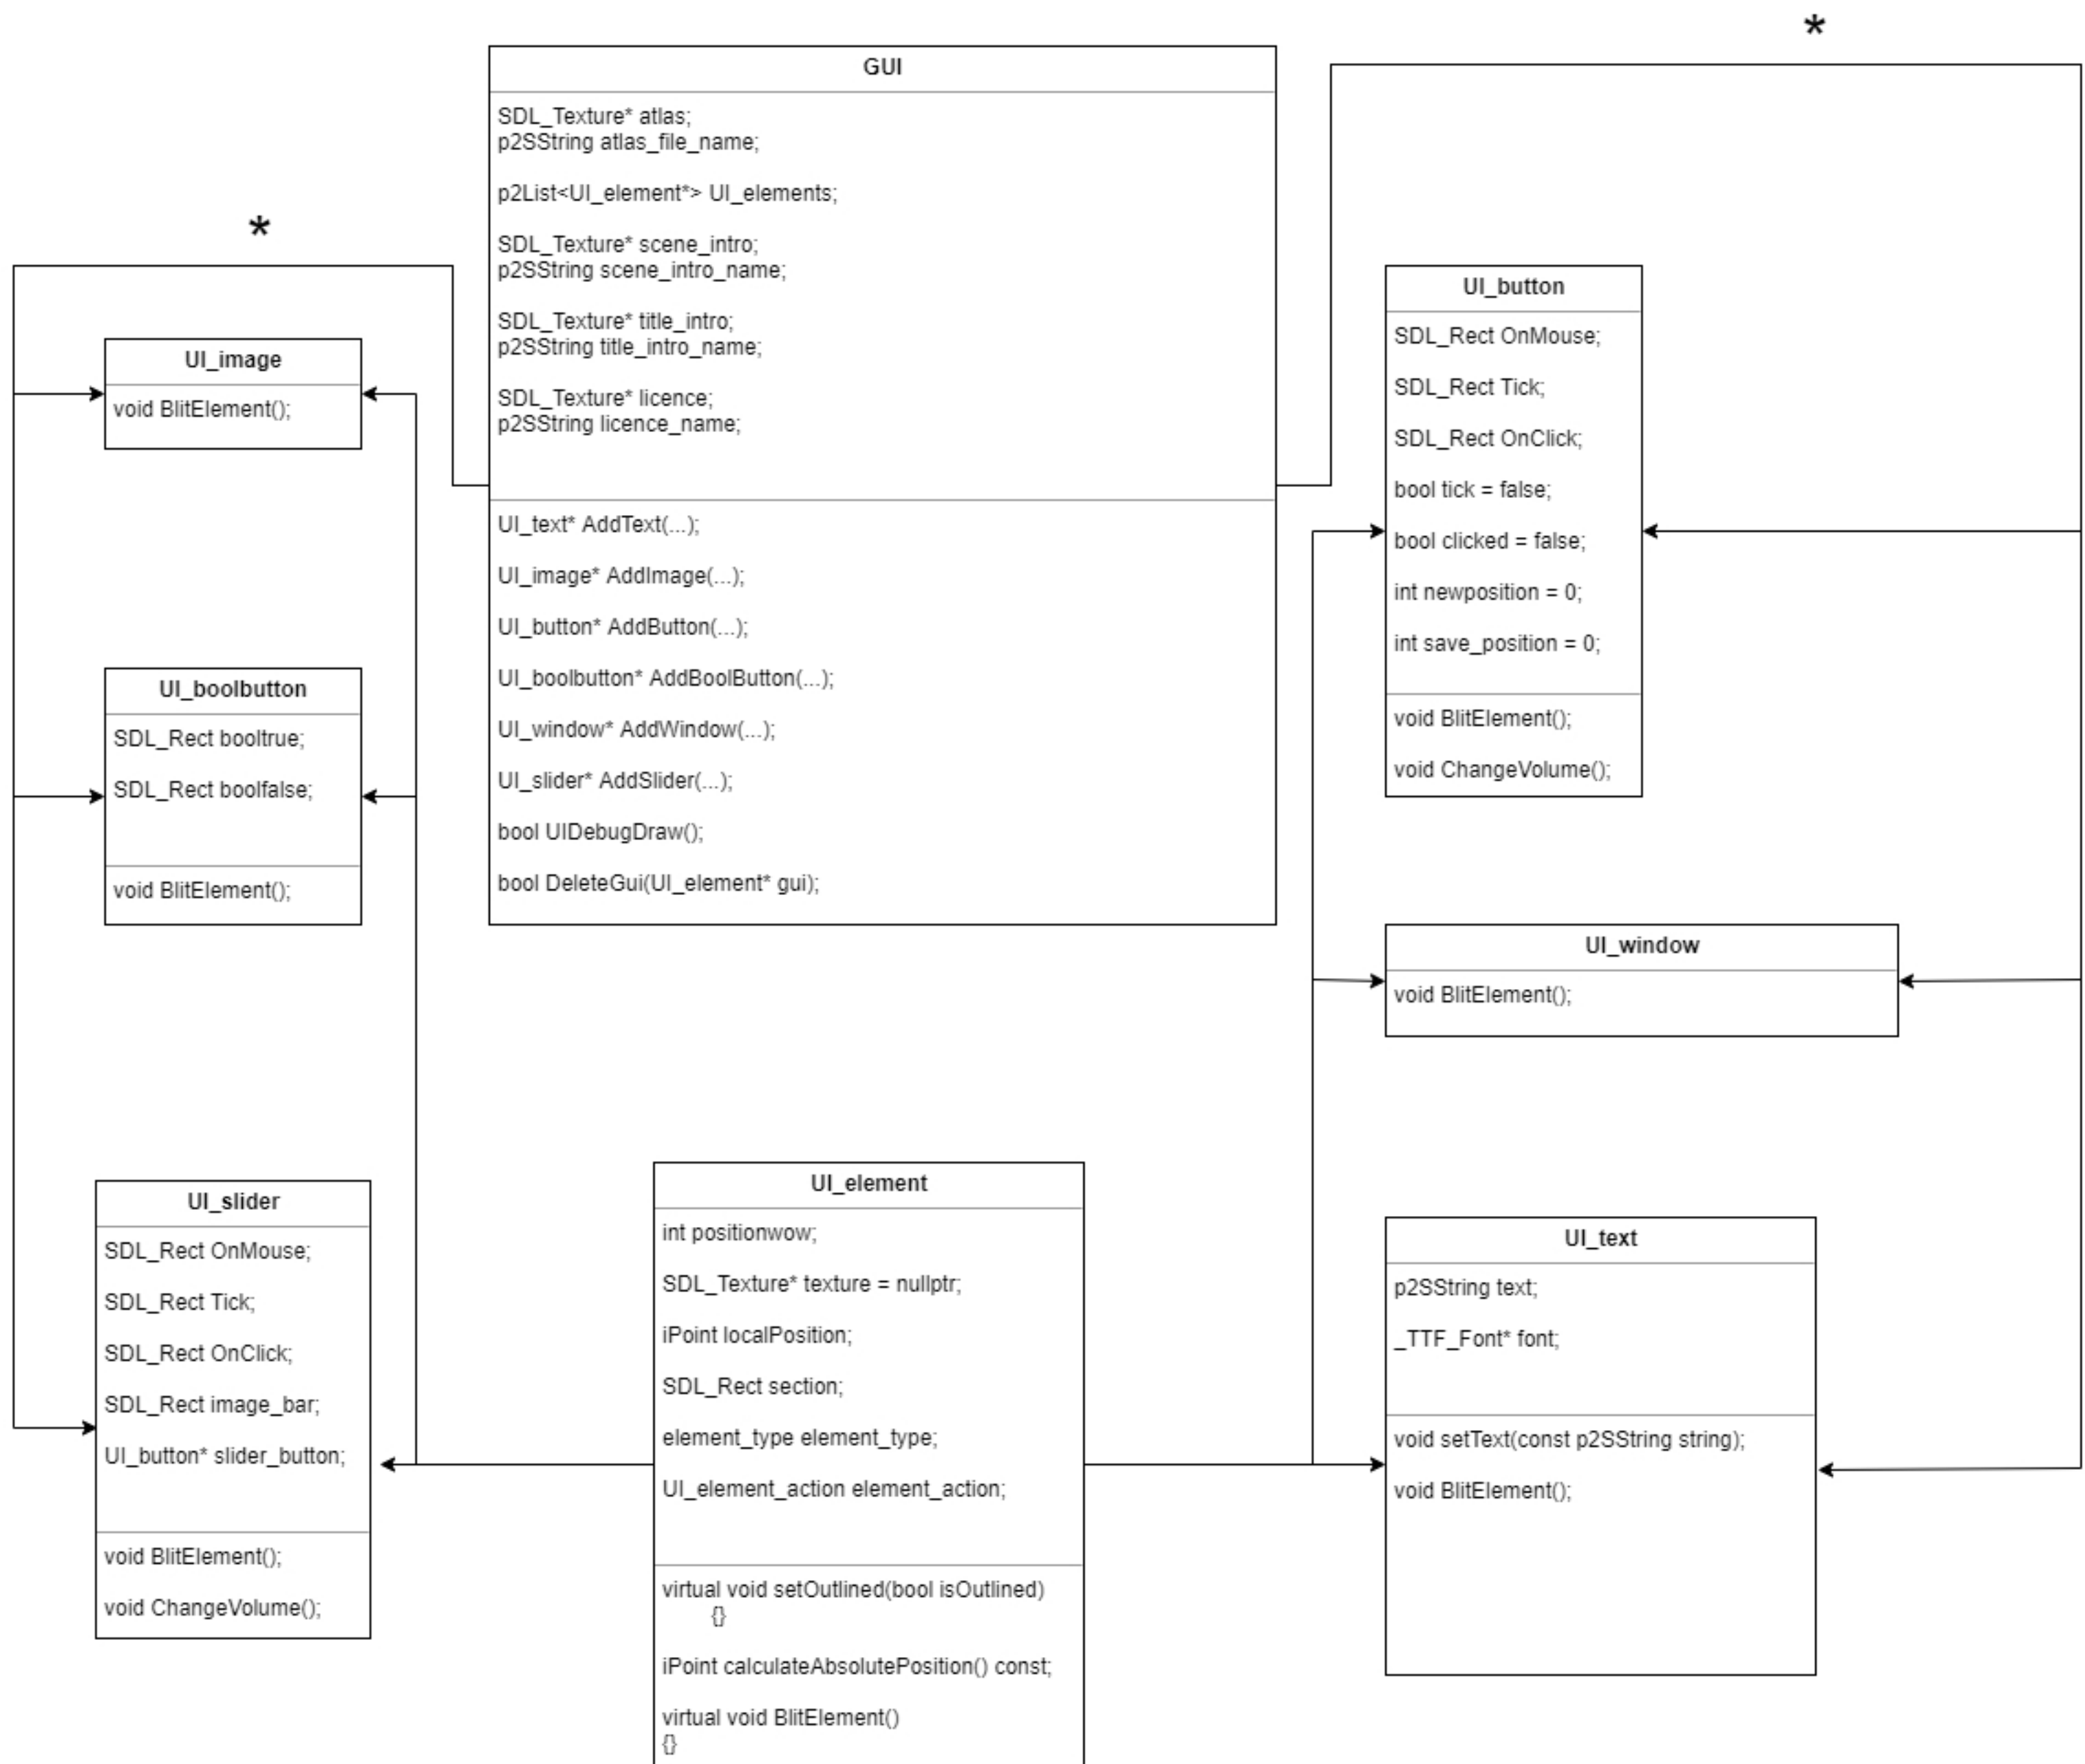 *
GUI
SDL_Texture* atlas;
p2SString atlas_file_name;
p2List<UI_element*> UI_elements;
SDL_Texture* scene_intro;
p2SString scene_intro_name;
SDL_Texture* title_intro;
p2SString title_intro_name;
SDL_Texture* licence;
p2SString licence_name;
UI_text* AddText(...);
UI_image* AddImage(...);
UI_button* AddButton(...);
UI_boolbutton* AddBoolButton(...);
UI_window* AddWindow(...);
UI_slider* AddSlider(...);
bool UIDebugDraw();
bool DeleteGui(UI_element* gui);
*
UI_image
void BlitElement();
UI_boolbutton
SDL_Rect booltrue;
SDL_Rect boolfalse;
void BlitElement();
UI_slider
SDL_Rect OnMouse;
SDL_Rect Tick;
SDL_Rect OnClick;
SDL_Rect image_bar;
UI_button* slider_button;
void BlitElement();
void ChangeVolume();
UI_element
int positionwow;
SDL_Texture* texture = nullptr;
iPoint localPosition;
SDL_Rect section;
element_type element_type;
UI_element_action element_action;
virtual void setOutlined(bool isOutlined)
{}
iPoint calculateAbsolutePosition() const;
virtual void BlitElement()
{}
UI_button
SDL_Rect OnMouse;
SDL_Rect Tick;
SDL_Rect OnClick;
bool tick = false;
bool clicked = false;
int newposition = 0;
int save_position = 0;
void BlitElement();
void ChangeVolume();
UI_window
void BlitElement();
UI_text
p2SString text;
_TTF_Font* font;
void setText(const p2SString string);
void BlitElement();